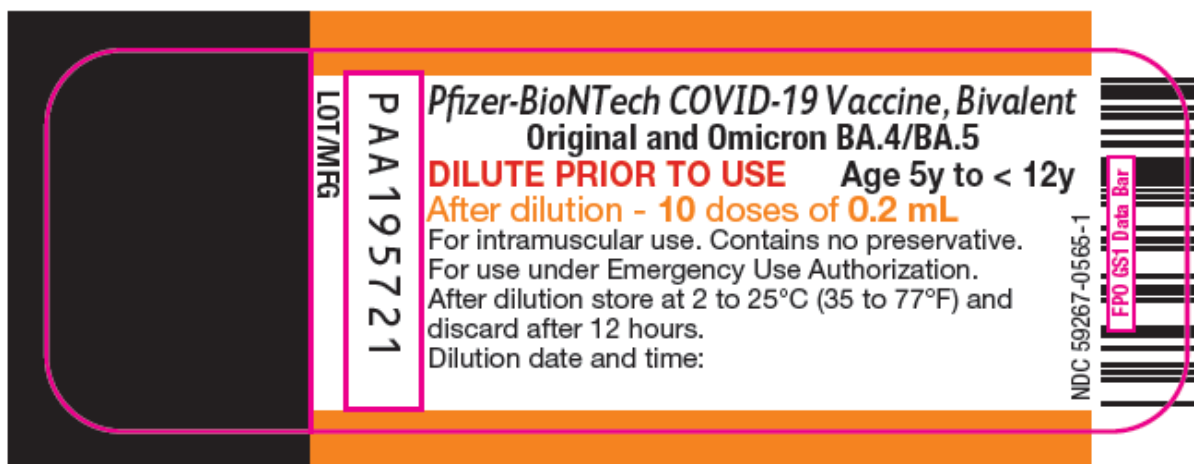 LOT/MFG
PAA195721
Pfizer-BioNTech COVID-19 Vaccine, Bivalent
Original and Omicron BA.4/BA.5
DILUTE PRIOR TO USE Age 5y to < 12y
After dilution - 10 doses of 0.2 mL
For intramuscular use. Contains no preservative.
For use under Emergency Use Authorization.
After dilution store at 2 to 25°C (35 to 77°F) and
discard after 12 hours.
Dilution date and time:
NDC 59267-0565-1
FPO GS1 Data Bar